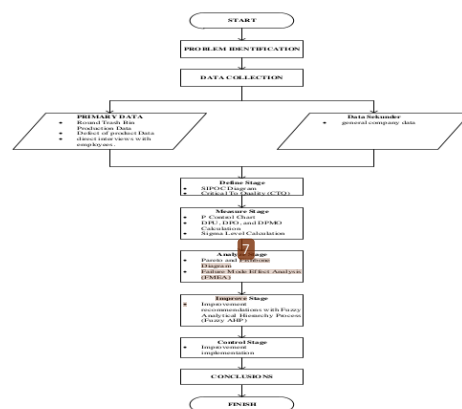 START
PROBLEM IDENTIFICATION
DATA COLLECTION
PRIMARY DATA
• Round Trash Bin
Production Data
• Defect of product Data
• direct interviews with
employees.
Data Sekunder
• general company data
Define Stage
• SIPOC Diagram
• Critical To Quality (CTQ)
Measure Stage
• P Control Chart
• DPU, DPO, and DPMO
Calculation
• Sigma Level Calculation
7
Stage
• Pareto and
Diagram
• Failure Mode Effect Analysis
(FMEA)
Improve Stage
• Improvement
recommendations with Fuzzy
Analytical Hierarchy Process
(Fuzzy AHP)
Control Stage
• Improvement
implementation
CONCLUSIONS
FINISH